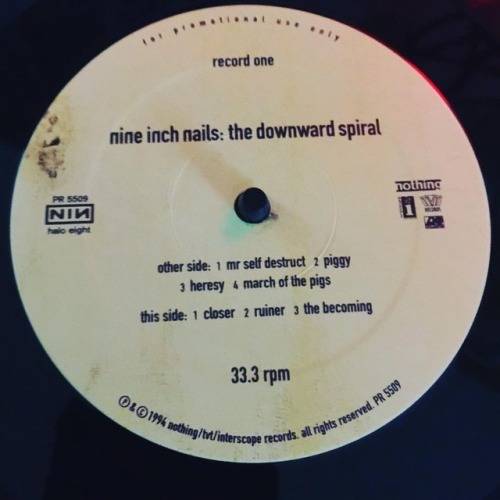 for promotional use only
record one
nine inch nails: the downward spiral
PR 5509
NIN
halo eight
nothing
other side: 1 mr self destruct 2 piggy
3 heresy 4 march of the pigs
this side: 1 closer 2 ruiner 3 the becoming
33.3 rpm
℗ & © 1994 nothing/tvt/interscope records. all rights reserved. PR 5509